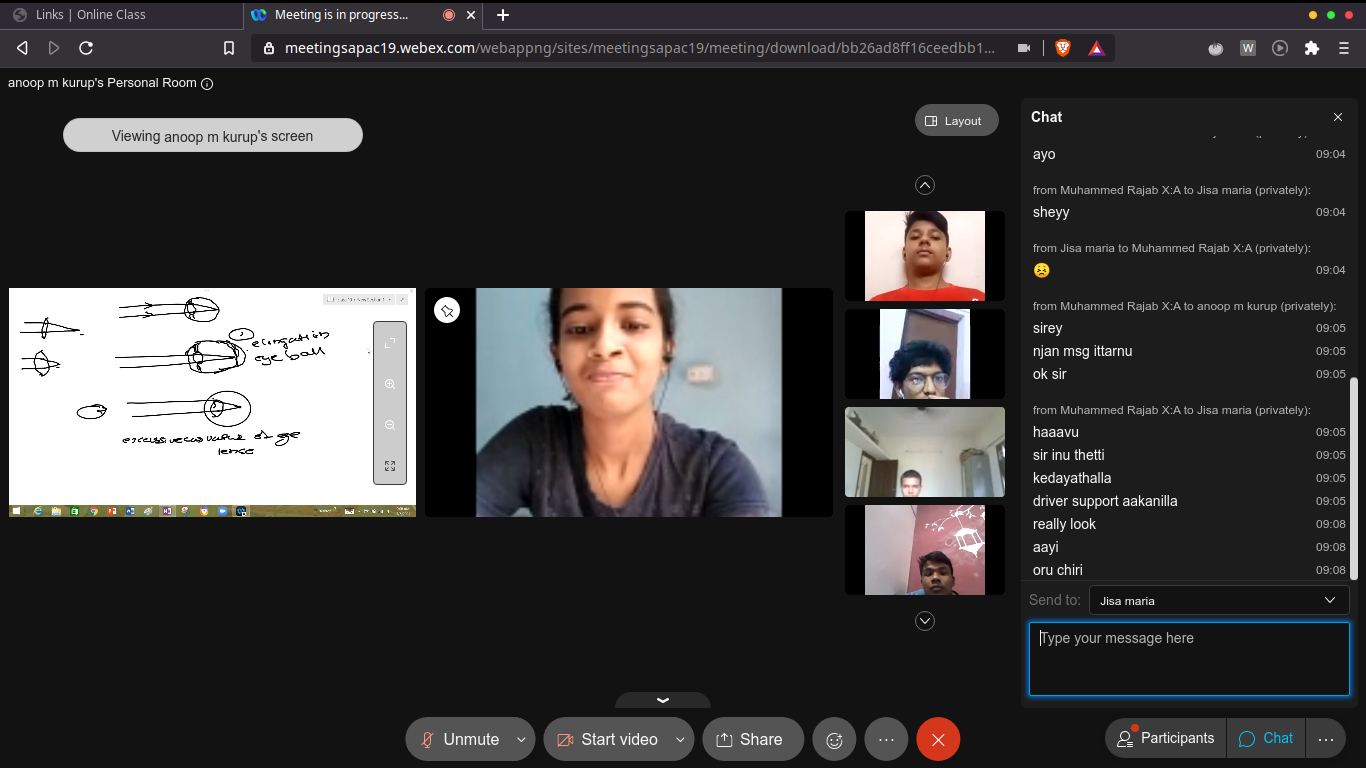 Links | Online Class
Meeting is in progress...
meetingsapac19.webex.com/webappng/sites/meetingsapac19/meeting/download/bb26ad8ff16ceedbb1...
W
anoop m kurup's Personal Room
Viewing anoop m kurup's screen
Layout
elongation
eye ball
of eye
lense
Chat
ayo 09:04
from Muhammed Rajab X:A to Jisa maria (privately):
sheyy 09:04
from Jisa maria to Muhammed Rajab X:A (privately):
😣 09:04
from Muhammed Rajab X:A to anoop m kurup (privately):
sirey 09:05
njan msg ittarnu 09:05
ok sir 09:05
from Muhammed Rajab X:A to Jisa maria (privately):
haaavu 09:05
sir inu thetti 09:05
kedayathalla 09:05
driver support aakanilla 09:05
really look 09:08
aayi 09:08
oru chiri 09:08
Send to: Jisa maria
Type your message here
Unmute
Start video
Share
Participants
Chat